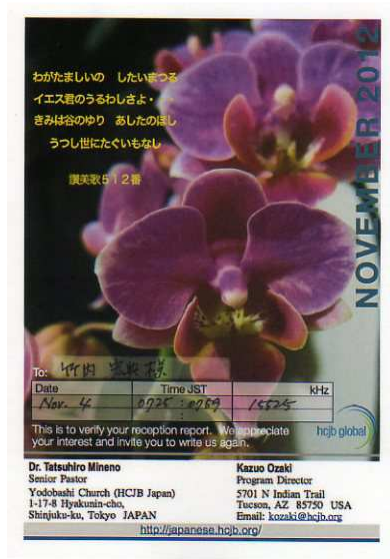 わがたましいの　したいまつる
イエス君のうるわしさよ・
きみは谷のゆり　あしたのほし
うつし世にたぐいもなし
讃美歌512番
NOVEMBER 2012
To: 竹内
Date Time JST kHz
Nov. 4 0725 : 0759 15525
This is to verify your reception report. We appreciate
your interest and invite you to write us again.
hcjb global
Dr. Tatsuhiro Mineno
Senior Pastor
Yodobashi Church (HCJB Japan)
1-17-8 Hyakunin-cho,
Shinjuku-ku, Tokyo JAPAN
Kazuo Ozaki
Program Director
5701 N Indian Trail
Tucson, AZ 85750 USA
Email: kozaki@hcjb.org
http://japanese.hcjb.org/